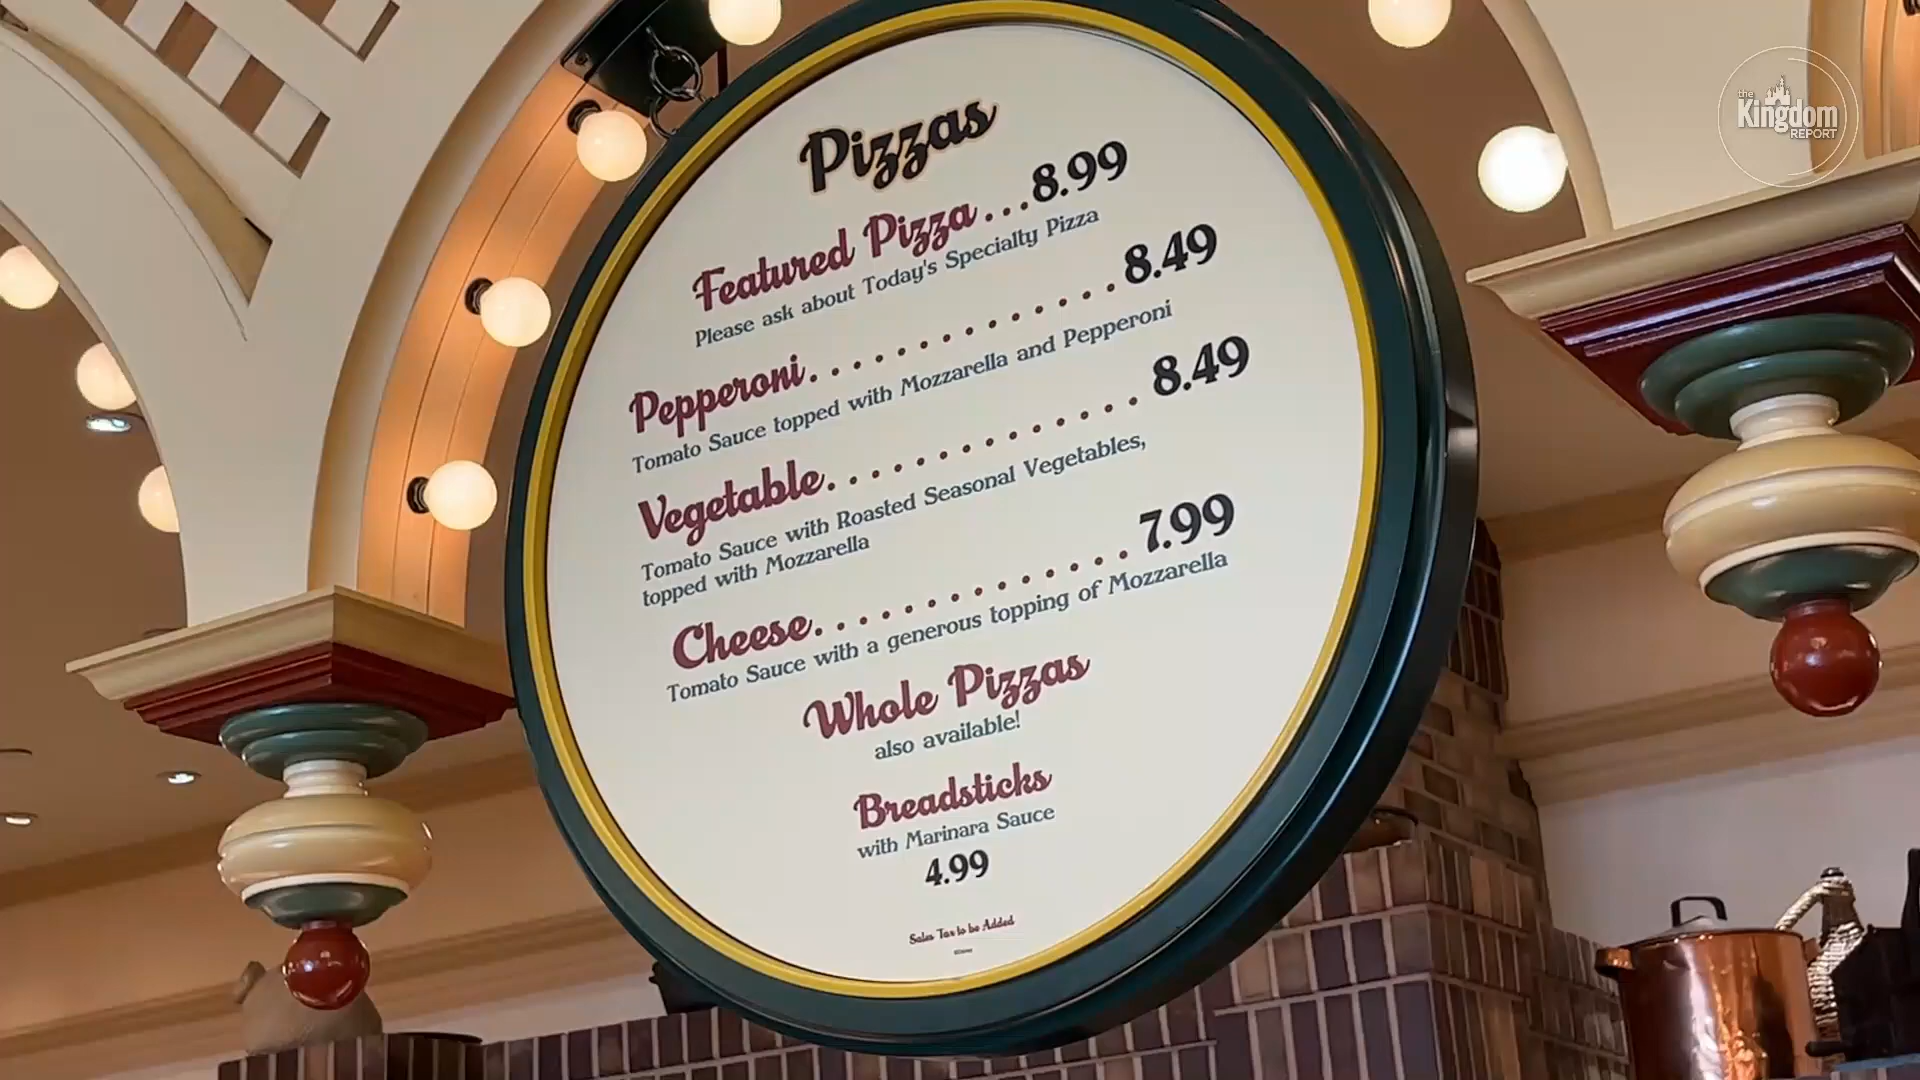 the
Kingdom
REPORT
Pizzas
Featured Pizza...8.99
Please ask about Today's Specialty Pizza
Pepperoni..............8.49
Tomato Sauce topped with Mozzarella and Pepperoni
Vegetable..............8.49
Tomato Sauce with Roasted Seasonal Vegetables,
topped with Mozzarella
Cheese..............7.99
Tomato Sauce with a generous topping of Mozzarella
Whole Pizzas
also available!
Breadsticks
with Marinara Sauce
4.99
Sales Tax to be Added